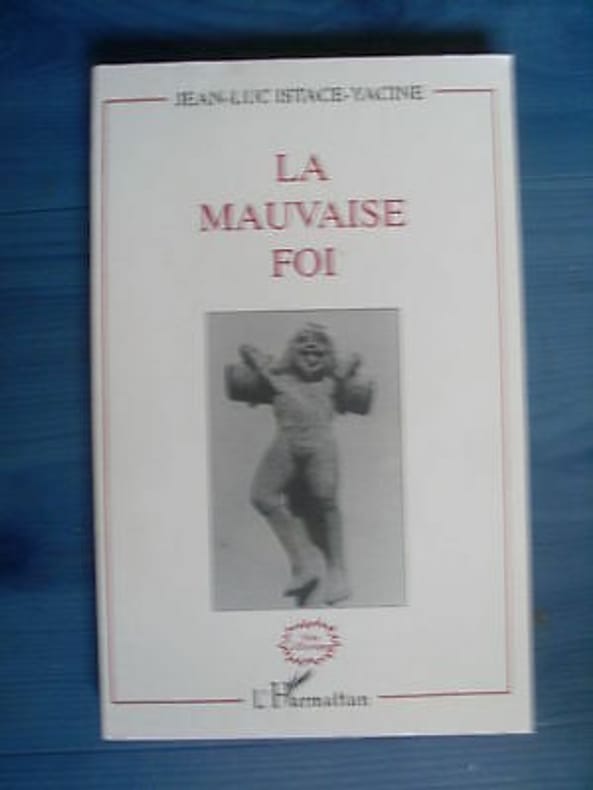 JEAN-LUC ISTACE-YACINE
LA
MAUVAISE
FOI
L'Harmattan